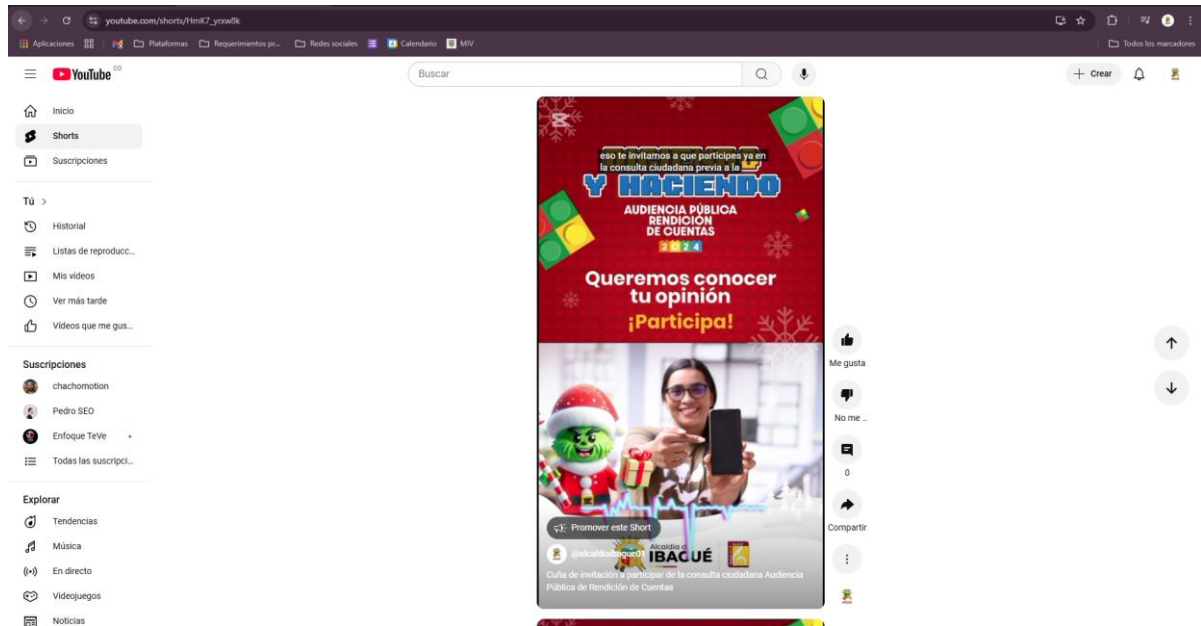 youtube.com/shorts/HmK7_ynxw8k
Aplicaciones
Plataformas
Requerimientos pr...
Redes sociales
Calendario
MIV
Todos los marcadores
YouTube CO
Buscar
Crear
Inicio
Shorts
Suscripciones
Tú
Historial
Listas de reproducc...
Mis vídeos
Ver más tarde
Vídeos que me gus...
Suscripciones
chachomotion
Pedro SEO
Enfoque TeVe
Todas las suscripci...
Explorar
Tendencias
Música
En directo
Videojuegos
Noticias
eso te invitamos a que participes ya en
la consulta ciudadana previa a la
Y HACIENDO
AUDIENCIA PÚBLICA
RENDICIÓN
DE CUENTAS
2024
Queremos conocer
tu opinión
¡Participa!
Promover este Short
@alcaldiaibague01
Alcaldía de
IBAGUÉ
Cuña de invitación a participar de la consulta ciudadana Audiencia
Pública de Rendición de Cuentas
Me gusta
No me ...
0
Compartir